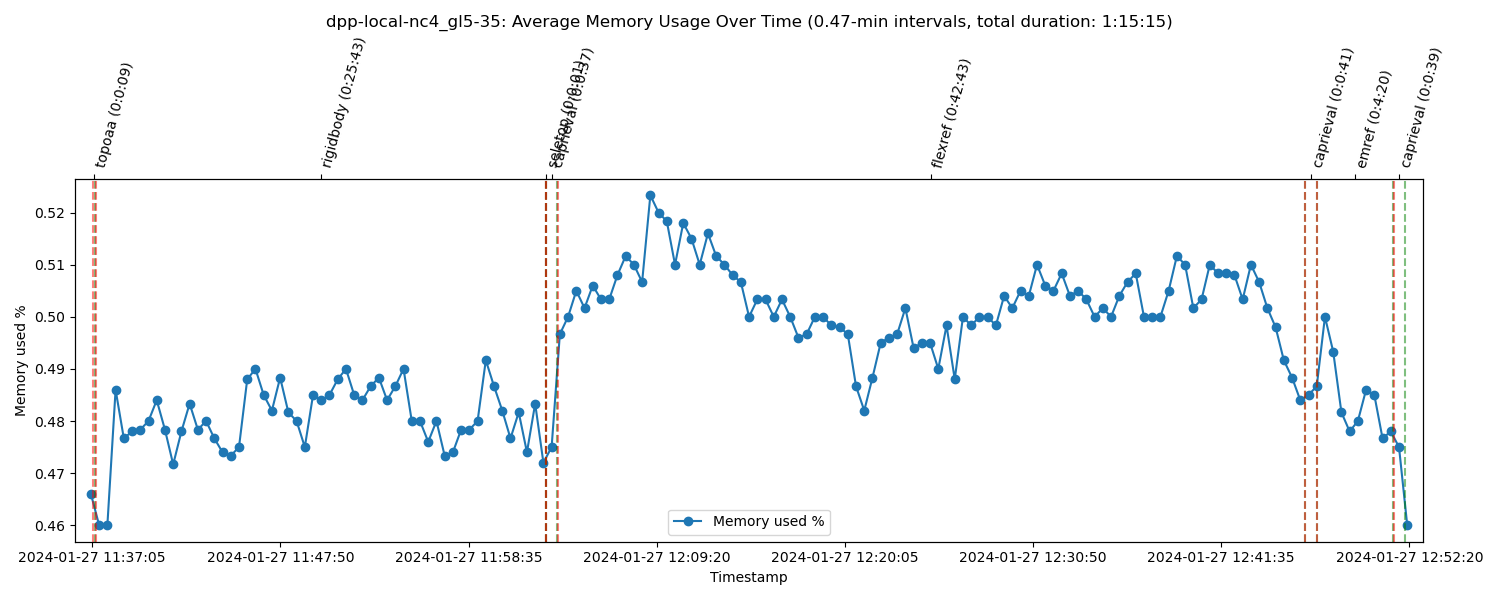 dpp-local-nc4_gl5-35: Average Memory Usage Over Time (0.47-min intervals, total duration: 1:15:15)
topoaa (0:0:09)
rigidbody (0:25:43)
seletop (0:0:01)
caprieval (0:0:37)
flexref (0:42:43)
caprieval (0:0:41)
emref (0:4:20)
caprieval (0:0:39)
Memory used %
0.52
0.51
0.50
0.49
0.48
0.47
0.46
Memory used %
2024-01-27 11:37:05
2024-01-27 11:47:50
2024-01-27 11:58:35
2024-01-27 12:09:20
2024-01-27 12:20:05
2024-01-27 12:30:50
2024-01-27 12:41:35
2024-01-27 12:52:20
Timestamp